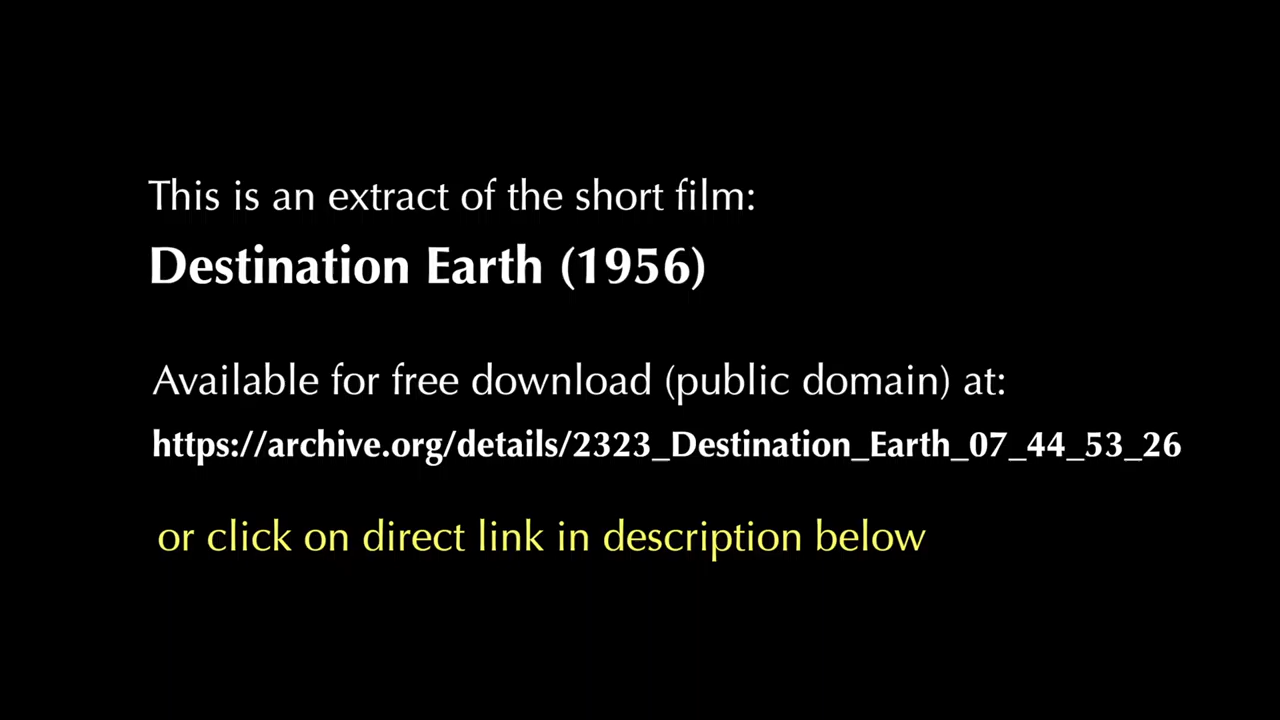 This is an extract of the short film:
Destination Earth (1956)
Available for free download (public domain) at:
https://archive.org/details/2323_Destination_Earth_07_44_53_26
or click on direct link in description below